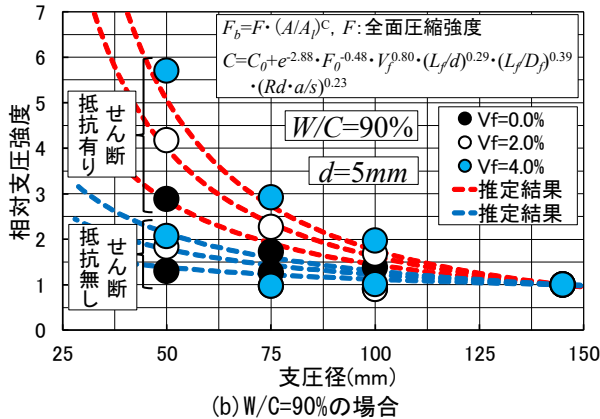 7
6
5
4
3
2
1
0
相対支圧強度
F_b=F・(A/A_l)^C, F:全面圧縮強度
C=C_0+e^{-2.88}・F_0^{-0.48}・V_f^{0.80}・(L_f/d)^{0.29}・(L_f/D_f)^{0.39}
・(Rd・a/s)^{0.23}
せん断
抵抗有り
W/C=90%
d=5mm
Vf=0.0%
Vf=2.0%
Vf=4.0%
推定結果
推定結果
せん断
抵抗無し
25 50 75 100 125 150
支圧径(mm)
(b)W/C=90%の場合